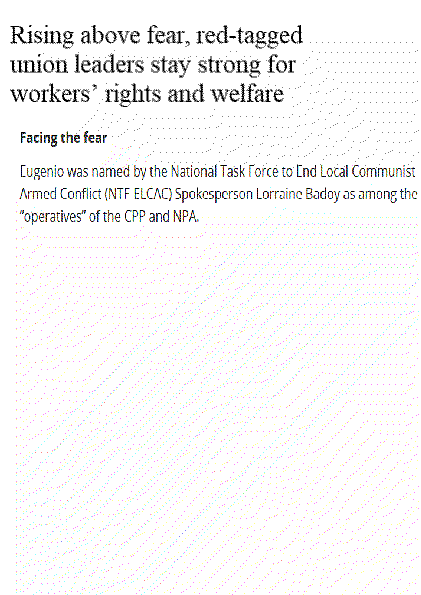 Rising above fear, red-tagged
union leaders stay strong for
workers’ rights and welfare
Facing the fear
Eugenio was named by the National Task Force to End Local Communist
Armed Conflict (NTF ELCAC) Spokesperson Lorraine Badoy as among the
“operatives” of the CPP and NPA.